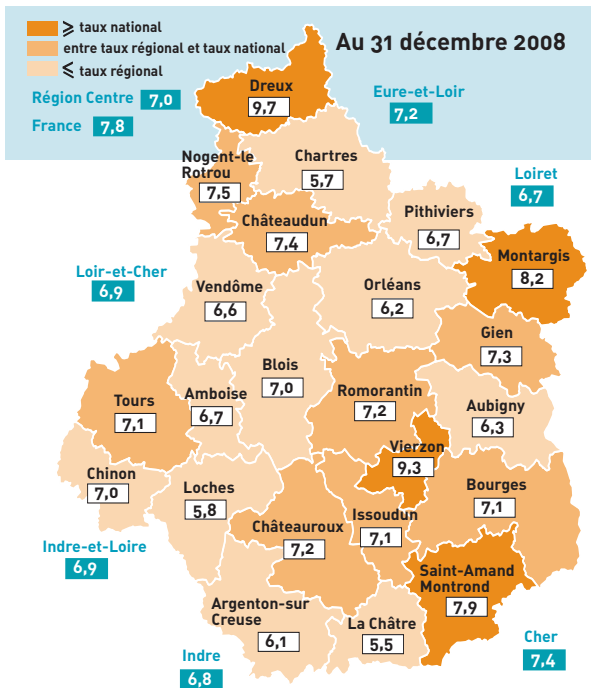 ⩾ taux national
entre taux régional et taux national
⩽ taux régional
Au 31 décembre 2008
Région Centre 7,0
France 7,8
Dreux
9,7
Eure-et-Loir
7,2
Nogent-le
Rotrou
7,5
Chartres
5,7
Châteaudun
7,4
Loiret
6,7
Pithiviers
6,7
Montargis
8,2
Loir-et-Cher
6,9
Vendôme
6,6
Orléans
6,2
Gien
7,3
Blois
7,0
Tours
7,1
Amboise
6,7
Romorantin
7,2
Aubigny
6,3
Vierzon
9,3
Chinon
7,0
Loches
5,8
Bourges
7,1
Châteauroux
7,2
Issoudun
7,1
Indre-et-Loire
6,9
Saint-Amand
Montrond
7,9
Argenton-sur
Creuse
6,1
La Châtre
5,5
Indre
6,8
Cher
7,4